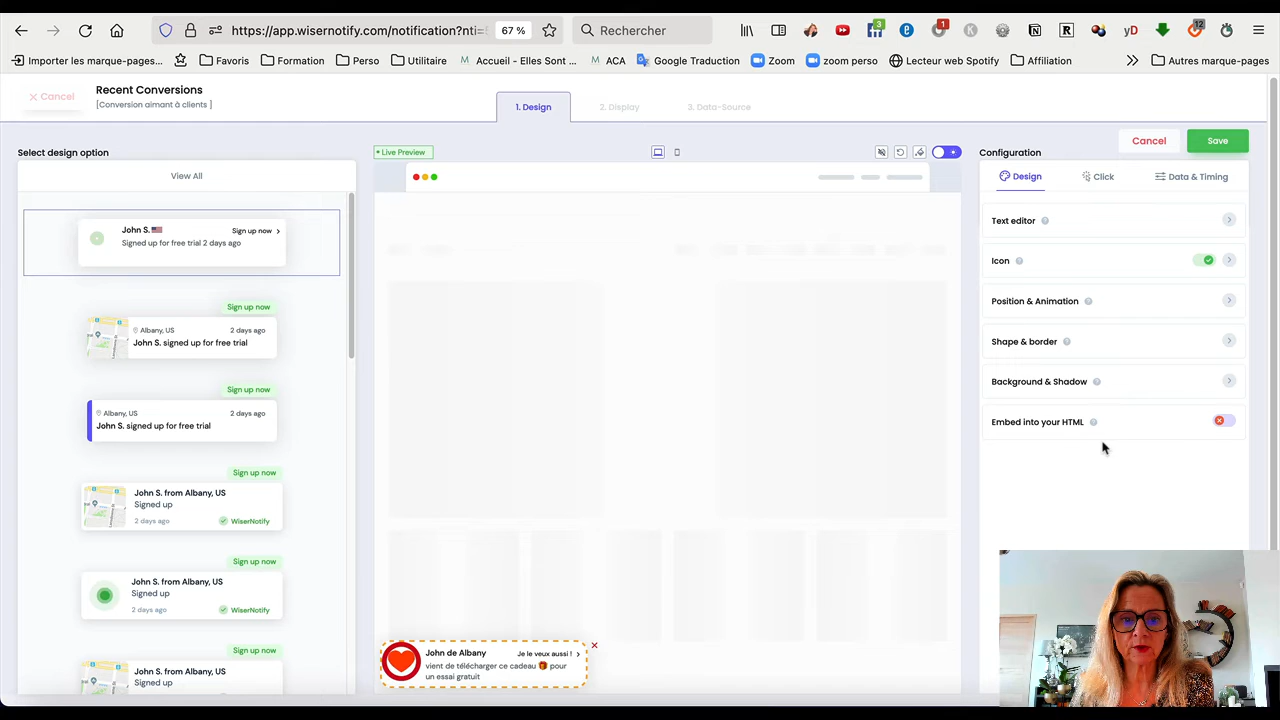 https://app.wisernotify.com/notification?nti=
67 %
Rechercher
3
1
yD
12
Importer les marque-pages...
Favoris
Formation
Perso
Utilitaire
Accueil - Elles Sont ...
ACA
Google Traduction
Zoom
zoom perso
Lecteur web Spotify
Affiliation
Autres marque-pages
Cancel
Recent Conversions
[Conversion aimant à clients ]
1. Design
2. Display
3. Data-Source
Cancel
Save
Select design option
Live Preview
Configuration
View All
Design
Click
Data & Timing
John S.
Sign up now
Signed up for free trial 2 days ago
Sign up now
Albany, US
2 days ago
John S. signed up for free trial
Sign up now
Albany, US
2 days ago
John S. signed up for free trial
Sign up now
John S. from Albany, US
Signed up
2 days ago
WiserNotify
Sign up now
John S. from Albany, US
Signed up
2 days ago
WiserNotify
Sign up now
John S. from Albany, US
Signed up
Text editor
Icon
Position & Animation
Shape & border
Background & Shadow
Embed into your HTML
John de Albany
Je le veux aussi !
vient de télécharger ce cadeau 🎁 pour
un essai gratuit